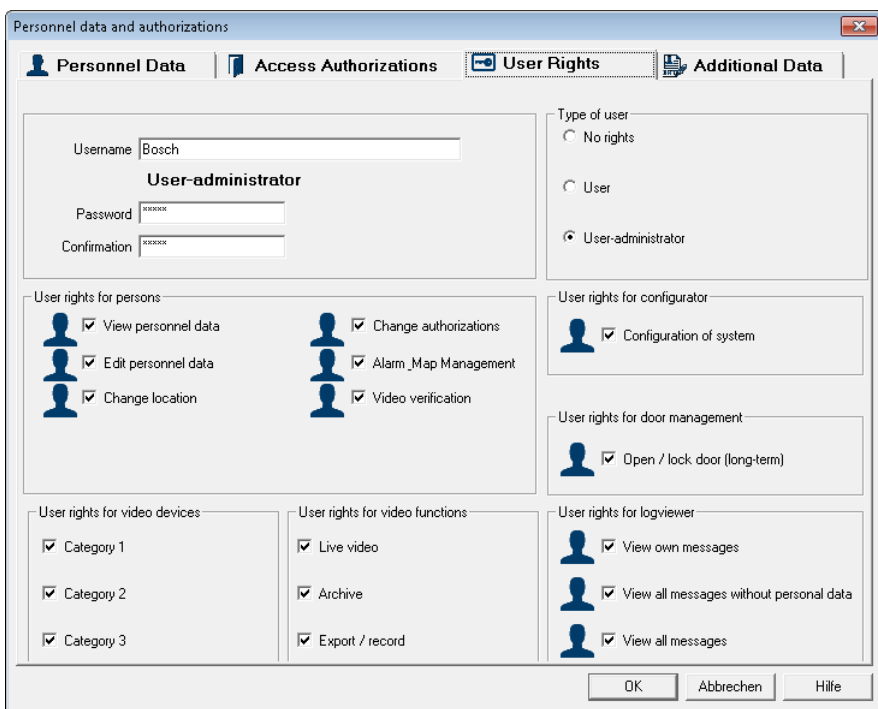 Personnel data and authorizations
Personnel Data
Access Authorizations
User Rights
Additional Data
Username
Bosch
User-administrator
Password
*****
Confirmation
*****
Type of user
No rights
User
User-administrator
User rights for persons
View personnel data
Change authorizations
Edit personnel data
Alarm_Map Management
Change location
Video verification
User rights for configurator
Configuration of system
User rights for door management
Open / lock door (long-term)
User rights for video devices
Category 1
Category 2
Category 3
User rights for video functions
Live video
Archive
Export / record
User rights for logviewer
View own messages
View all messages without personal data
View all messages
OK
Abbrechen
Hilfe